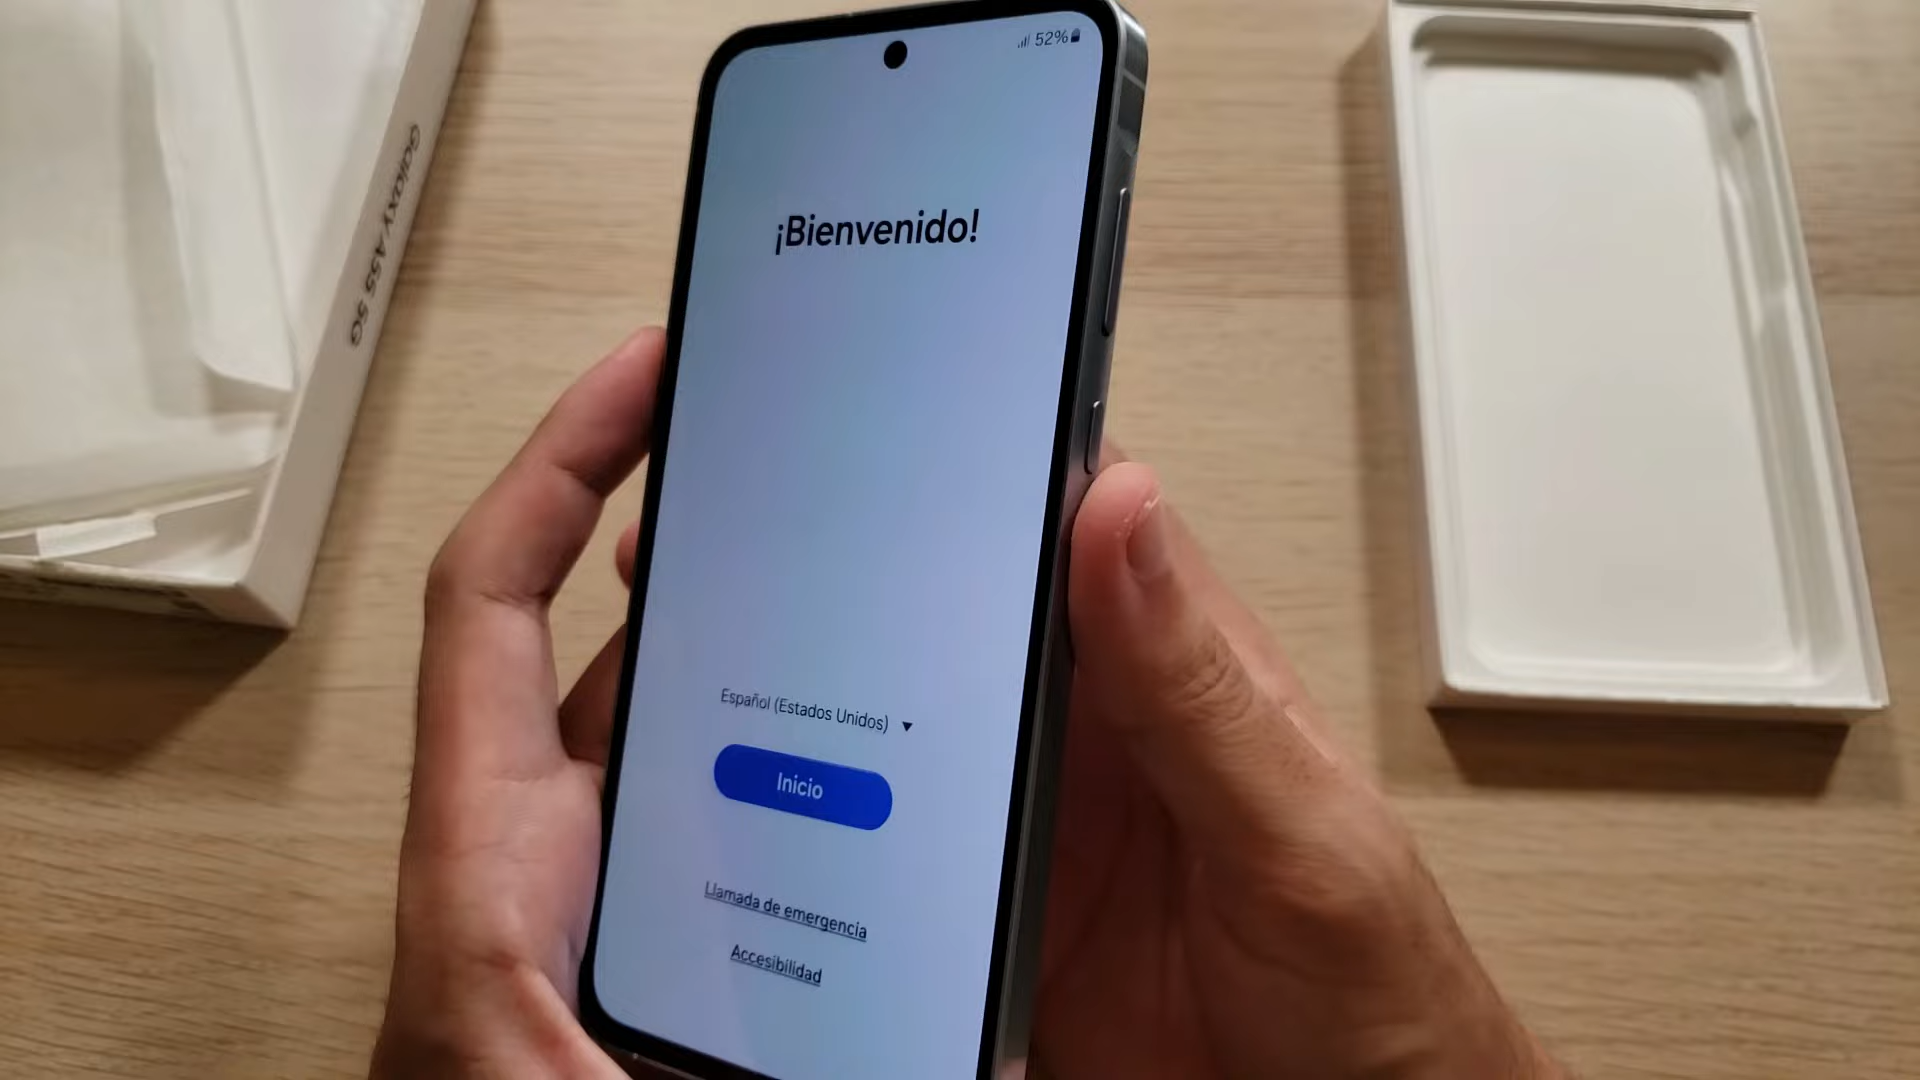 Galaxy A55 5G
52%
¡Bienvenido!
Español (Estados Unidos)
Inicio
Llamada de emergencia
Accesibilidad